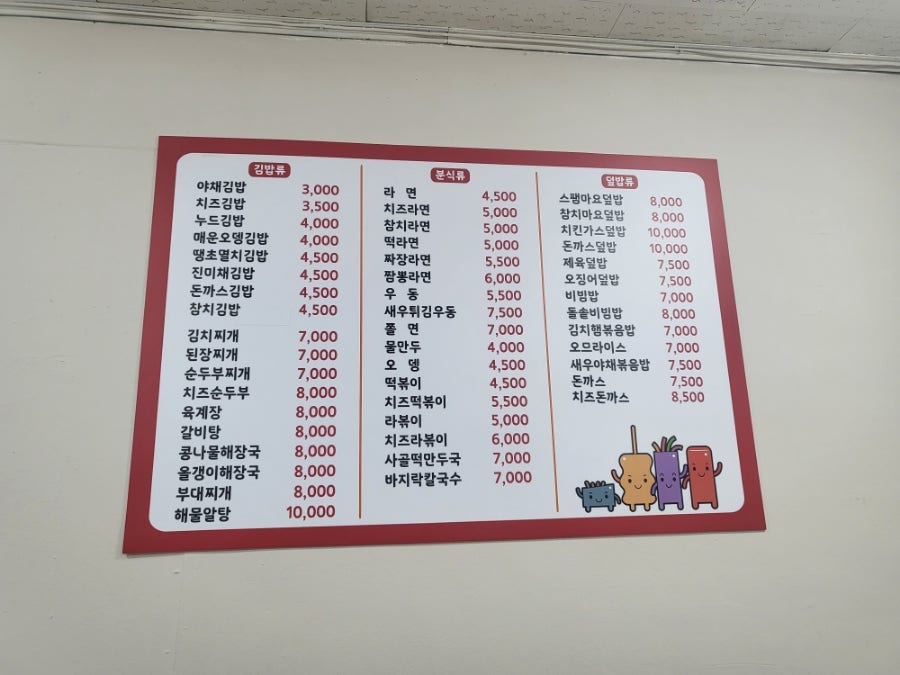 김밥류
야채김밥 3,000
치즈김밥 3,500
누드김밥 4,000
매운오뎅김밥 4,000
땡초멸치김밥 4,500
진미채김밥 4,500
돈까스김밥 4,500
참치김밥 4,500
김치찌개 7,000
된장찌개 7,000
순두부찌개 7,000
치즈순두부 8,000
육계장 8,000
갈비탕 8,000
콩나물해장국 8,000
올갱이해장국 8,000
부대찌개 8,000
해물알탕 10,000
분식류
라 면 4,500
치즈라면 5,000
참치라면 5,000
떡라면 5,000
짜장라면 5,500
짬뽕라면 6,000
우 동 5,500
새우튀김우동 7,500
쫄 면 7,000
물만두 4,000
오 뎅 4,500
떡볶이 4,500
치즈떡볶이 5,500
라볶이 5,000
치즈라볶이 6,000
사골떡만두국 7,000
바지락칼국수 7,000
덮밥류
스팸마요덮밥 8,000
참치마요덮밥 8,000
치킨가스덮밥 10,000
돈까스덮밥 10,000
제육덮밥 7,500
오징어덮밥 7,500
비빔밥 7,000
돌솥비빔밥 8,000
김치햄볶음밥 7,000
오므라이스 7,000
새우야채볶음밥 7,500
돈까스 7,500
치즈돈까스 8,500